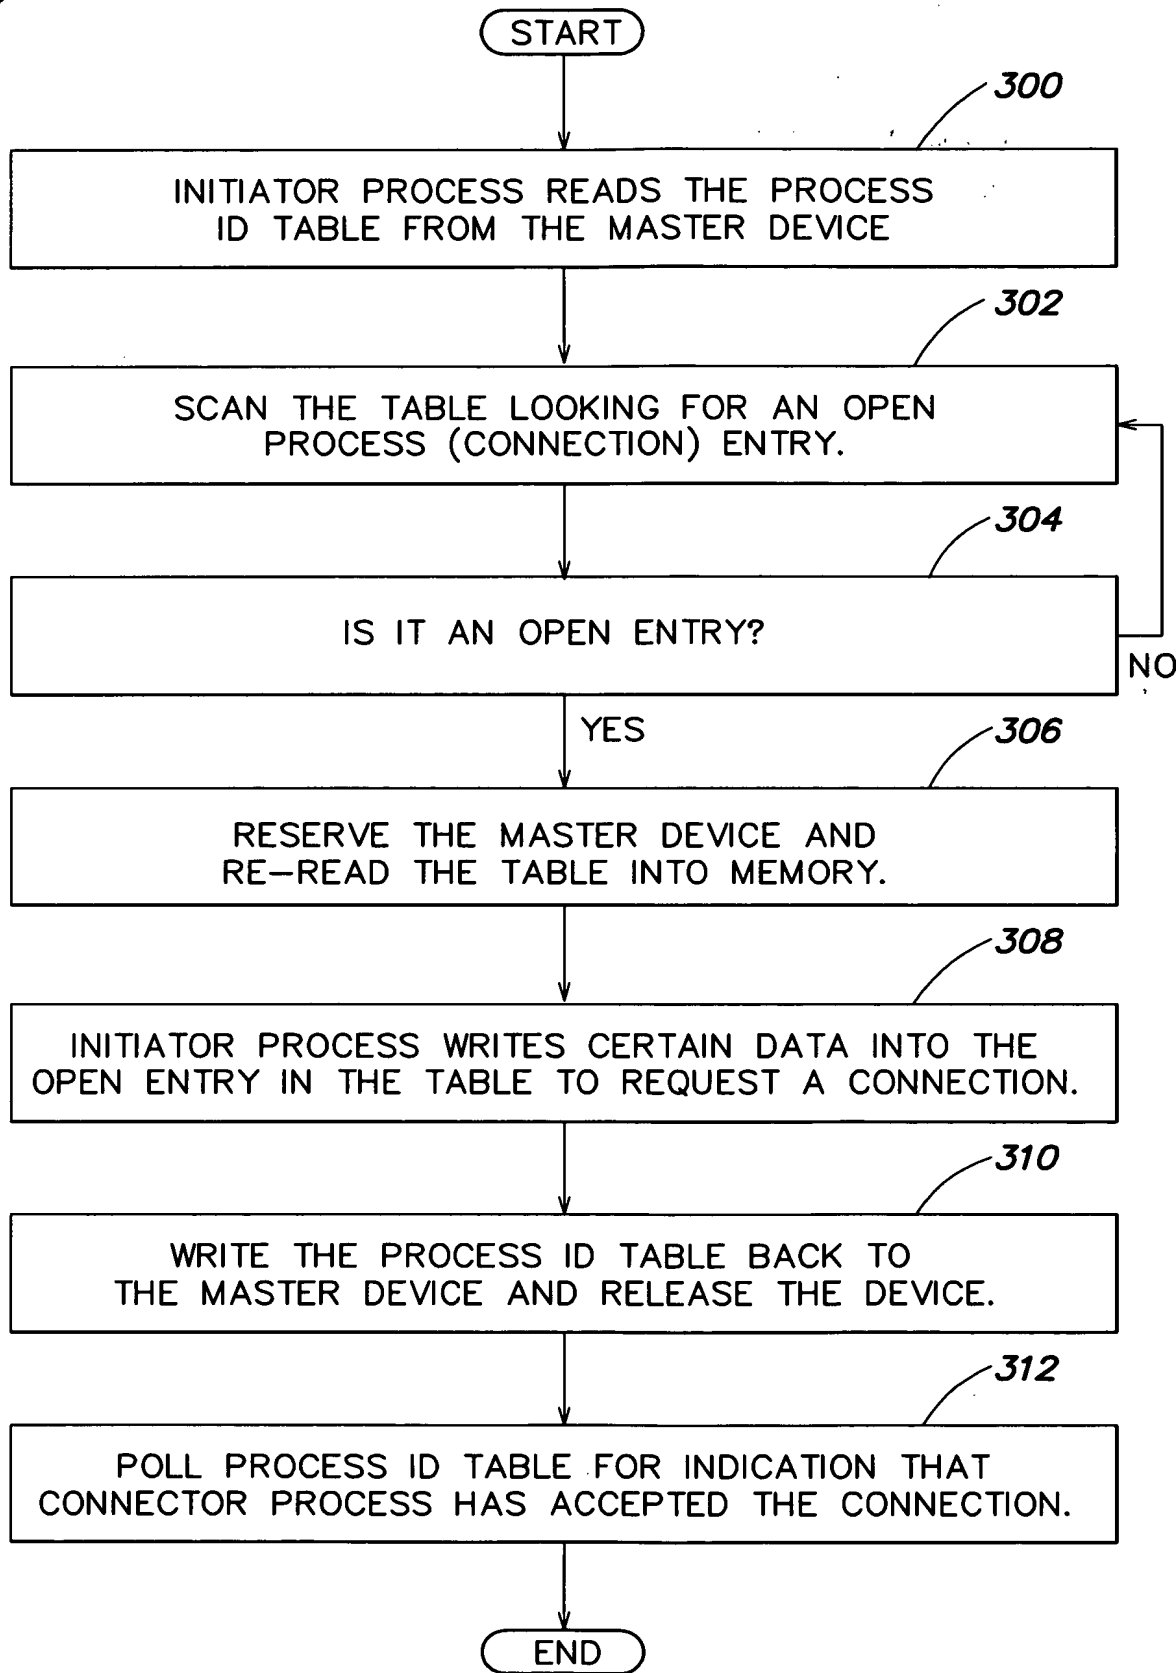 START
300
INITIATOR PROCESS READS THE PROCESS
ID TABLE FROM THE MASTER DEVICE
302
SCAN THE TABLE LOOKING FOR AN OPEN
PROCESS (CONNECTION) ENTRY.
304
IS IT AN OPEN ENTRY?
NO
YES
306
RESERVE THE MASTER DEVICE AND
RE-READ THE TABLE INTO MEMORY.
308
INITIATOR PROCESS WRITES CERTAIN DATA INTO THE
OPEN ENTRY IN THE TABLE TO REQUEST A CONNECTION.
310
WRITE THE PROCESS ID TABLE BACK TO
THE MASTER DEVICE AND RELEASE THE DEVICE.
312
POLL PROCESS ID TABLE FOR INDICATION THAT
CONNECTOR PROCESS HAS ACCEPTED THE CONNECTION.
END